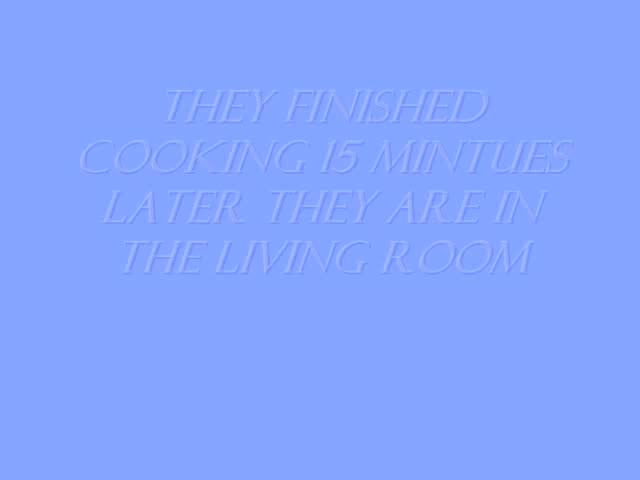 THEY FINISHED
COOKING 15 MINTUES
LATER THEY ARE IN
THE LIVING ROOM